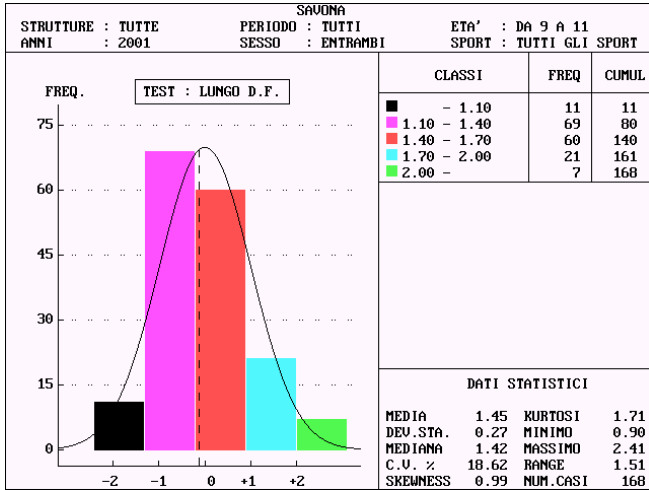 SAVONA
STRUTTURE : TUTTE PERIODO : TUTTI ETA' : DA 9 A 11
ANNI : 2001 SESSO : ENTRAMBI SPORT : TUTTI GLI SPORT
CLASSI FREQ CUMUL
FREQ. TEST : LUNGO D.F.
- 1.10 11 11
1.10 - 1.40 69 80
1.40 - 1.70 60 140
1.70 - 2.00 21 161
2.00 - 7 168
75
60
45
30
15
0
-2 -1 0 +1 +2
DATI STATISTICI
MEDIA 1.45 KURTOSI 1.71
DEV.STA. 0.27 MINIMO 0.90
MEDIANA 1.42 MASSIMO 2.41
C.V. % 18.62 RANGE 1.51
SKEWNESS 0.99 NUM.CASI 168